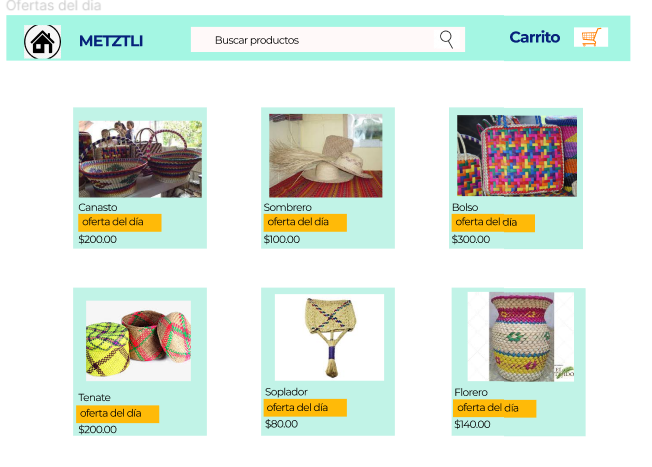 Ofertas del día
METZTLI
Buscar productos
Carrito
Canasto
oferta del día
$200.00
Sombrero
oferta del día
$100.00
Bolso
oferta del día
$300.00
Tenate
oferta del día
$200.00
Soplador
oferta del día
$80.00
Florero
oferta del día
$140.00